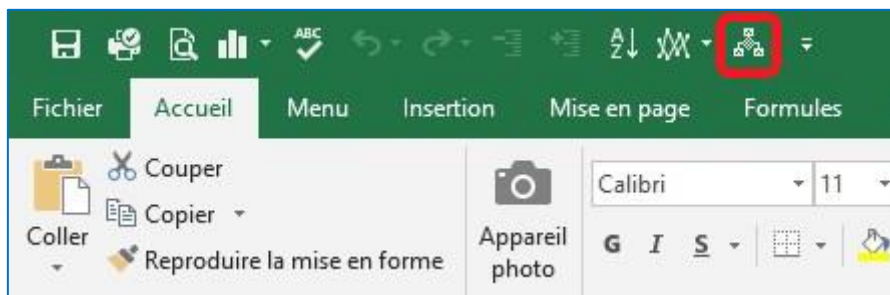 ABC
Fichier Accueil Menu Insertion Mise en page Formules
Couper
Copier
Coller
Reproduire la mise en forme
Appareil
photo
Calibri 11
G I S